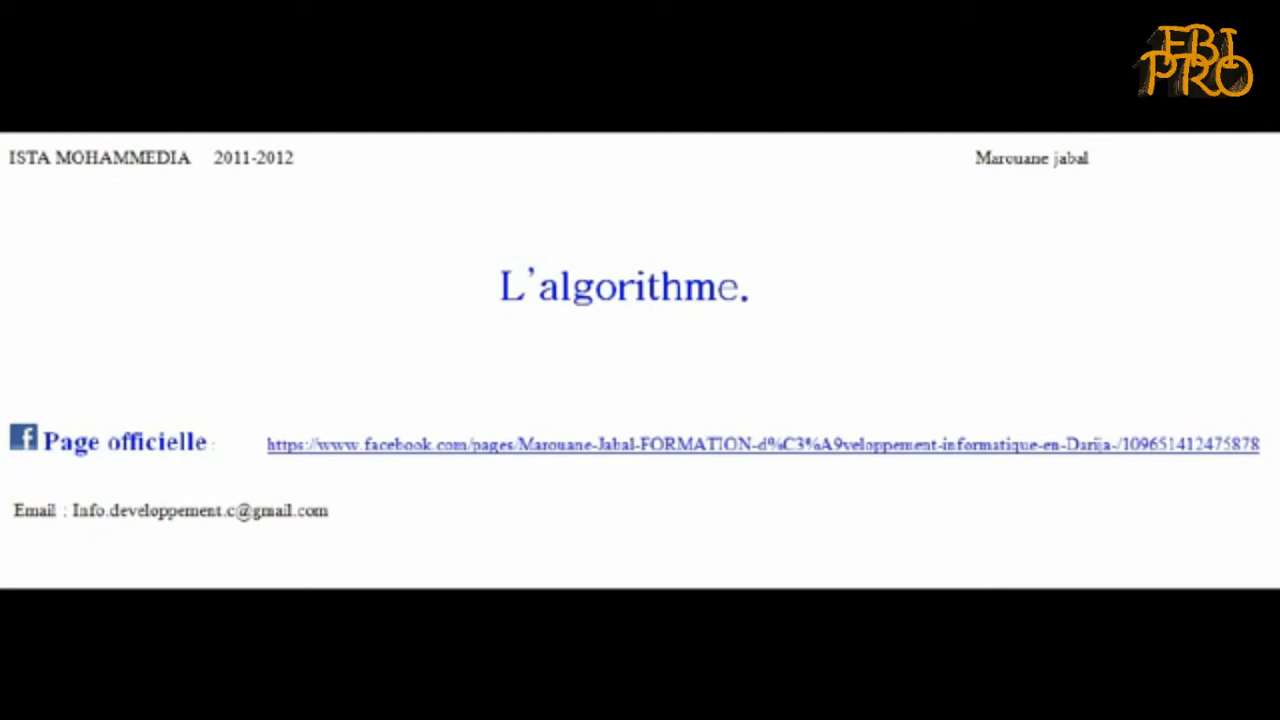 FBI
PRO
ISTA MOHAMMEDIA 2011-2012 Marouane jabal
L'algorithme.
f Page officielle : https://www.facebook.com/pages/Marouane-Jabal-FORMATION-d%C3%A9veloppement-informatique-en-Darija-/109651412475878
Email : Info.developpement.c@gmail.com